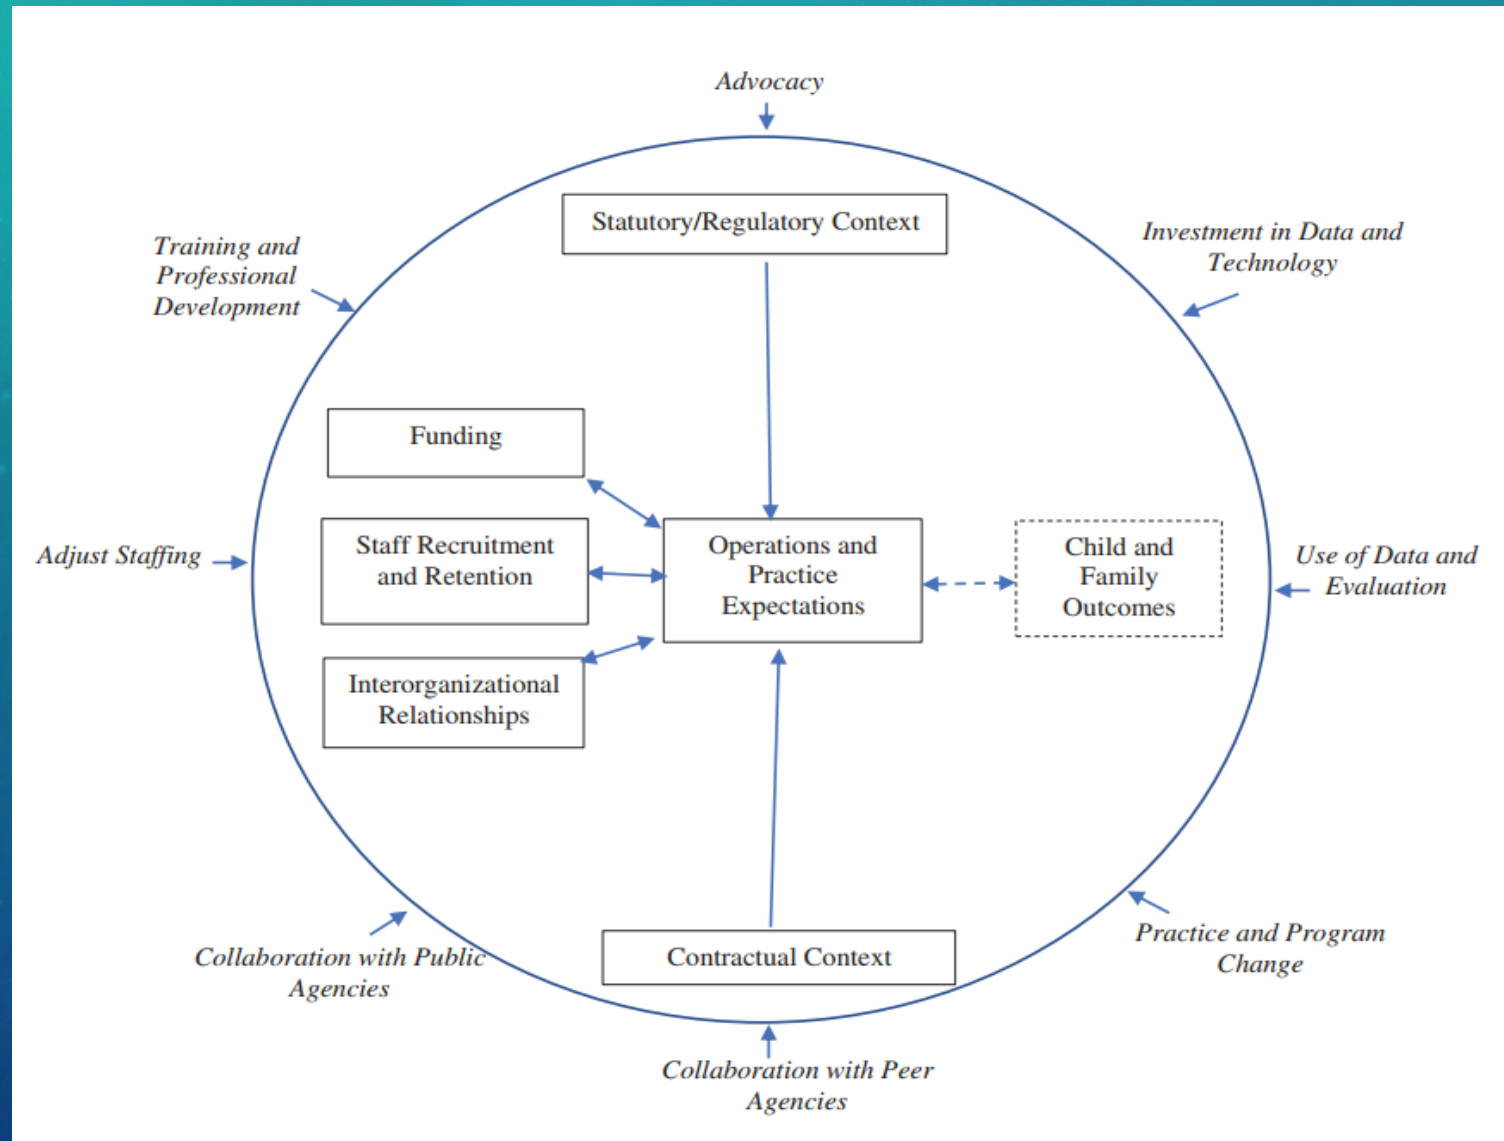 Advocacy
Statutory/Regulatory Context
Training and
Professional
Development
Investment in Data and
Technology
Funding
Staff Recruitment
and Retention
Operations and
Practice
Expectations
Child and
Family
Outcomes
Adjust Staffing
Use of Data and
Evaluation
Interorganizational
Relationships
Collaboration with Public
Agencies
Contractual Context
Practice and Program
Change
Collaboration with Peer
Agencies